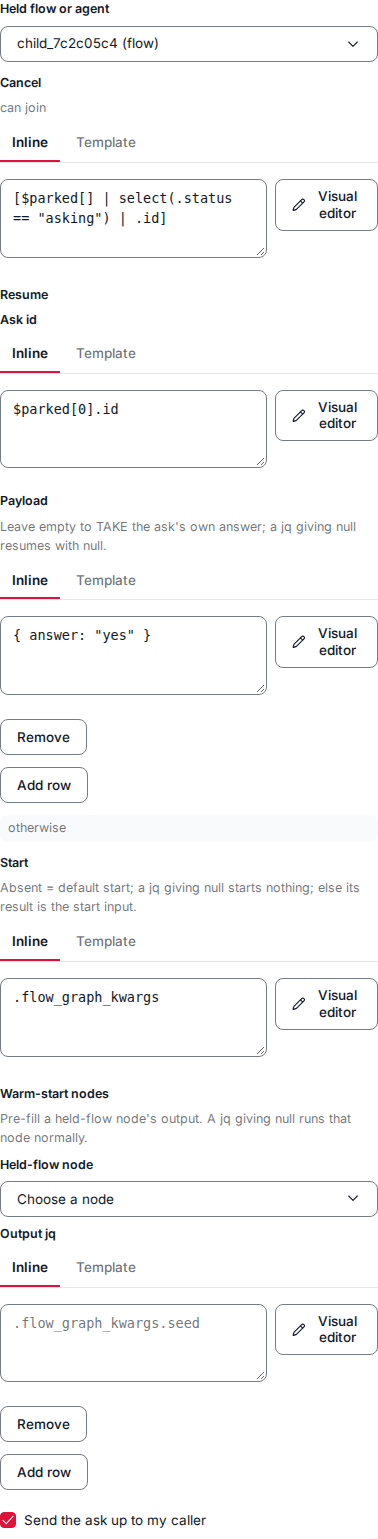 Held flow or agent
child_7c2c05c4 (flow)
Cancel
can join
Inline Template
[$parked[] | select(.status
== "asking") | .id]
Visual
editor
Resume
Ask id
Inline Template
$parked[0].id
Visual
editor
Payload
Leave empty to TAKE the ask's own answer; a jq giving null
resumes with null.
Inline Template
{ answer: "yes" }
Visual
editor
Remove
Add row
otherwise
Start
Absent = default start; a jq giving null starts nothing; else its
result is the start input.
Inline Template
.flow_graph_kwargs
Visual
editor
Warm-start nodes
Pre-fill a held-flow node's output. A jq giving null runs that
node normally.
Held-flow node
Choose a node
Output jq
Inline Template
.flow_graph_kwargs.seed
Visual
editor
Remove
Add row
Send the ask up to my caller